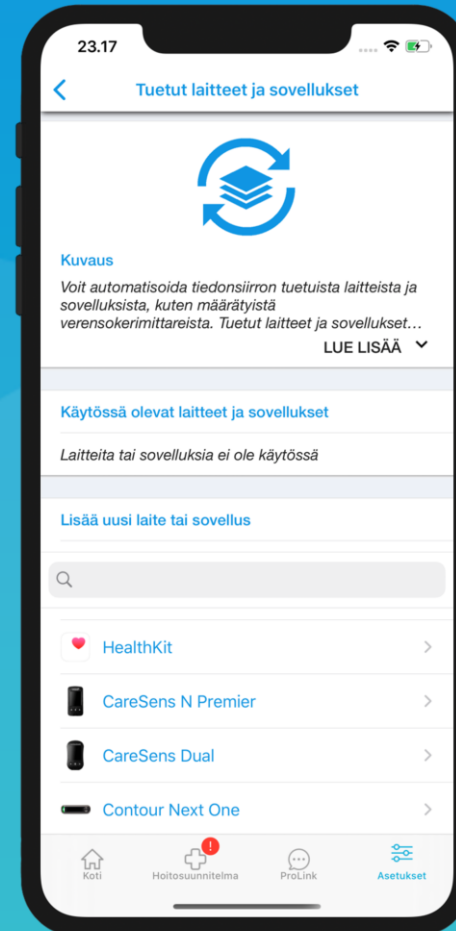 23.17
Tuetut laitteet ja sovellukset
Kuvaus
Voit automatisoida tiedonsiirron tuetuista laitteista ja
sovelluksista, kuten määrätyistä
verensokerimittareista. Tuetut laitteet ja sovellukset...
LUE LISÄÄ
Käytössä olevat laitteet ja sovellukset
Laitteita tai sovelluksia ei ole käytössä
Lisää uusi laite tai sovellus
HealthKit
CareSens N Premier
CareSens Dual
Contour Next One
!
Koti Hoitosuunnitelma ProLink Asetukset